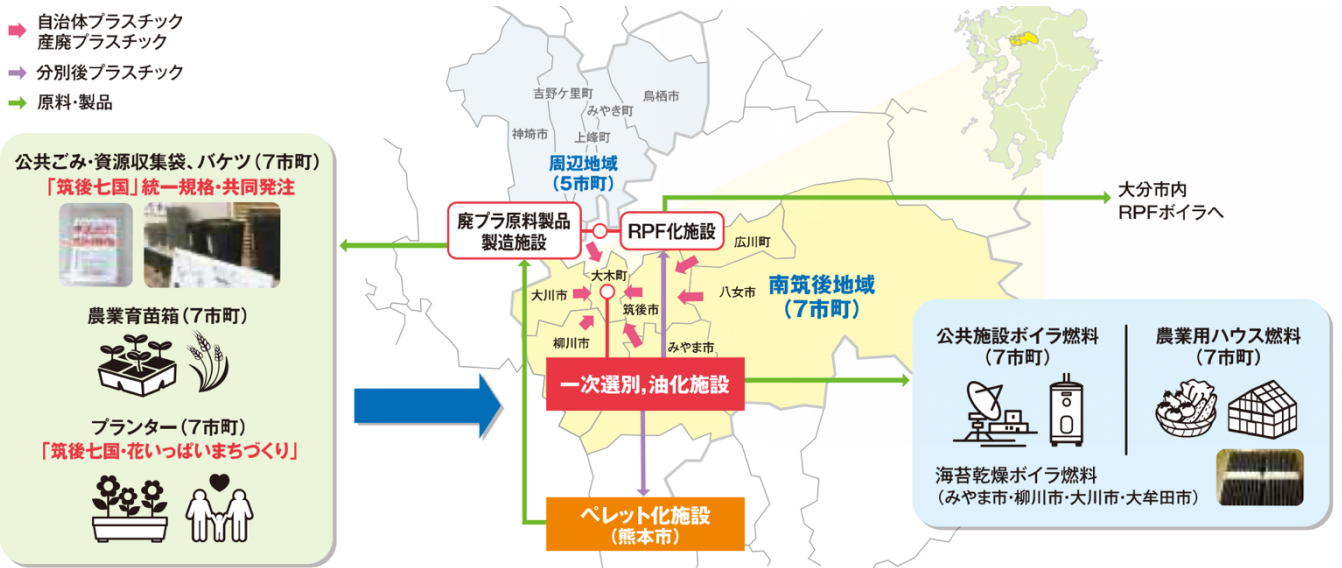 自治体プラスチック
産廃プラスチック
分別後プラスチック
原料・製品
公共ごみ・資源収集袋、バケツ(7市町)
「筑後七国」統一規格・共同発注
農業育苗箱(7市町)
プランター(7市町)
「筑後七国・花いっぱいまちづくり」
吉野ケ里町
みやき町
鳥栖市
神埼市
上峰町
周辺地域
(5市町)
廃プラ原料製品
製造施設
RPF化施設
大分市内
RPFボイラへ
広川町
大木町
大川市
筑後市
八女市
南筑後地域
(7市町)
柳川市
みやま市
一次選別,油化施設
ペレット化施設
(熊本市)
公共施設ボイラ燃料
(7市町)
農業用ハウス燃料
(7市町)
海苔乾燥ボイラ燃料
(みやま市・柳川市・大川市・大牟田市)